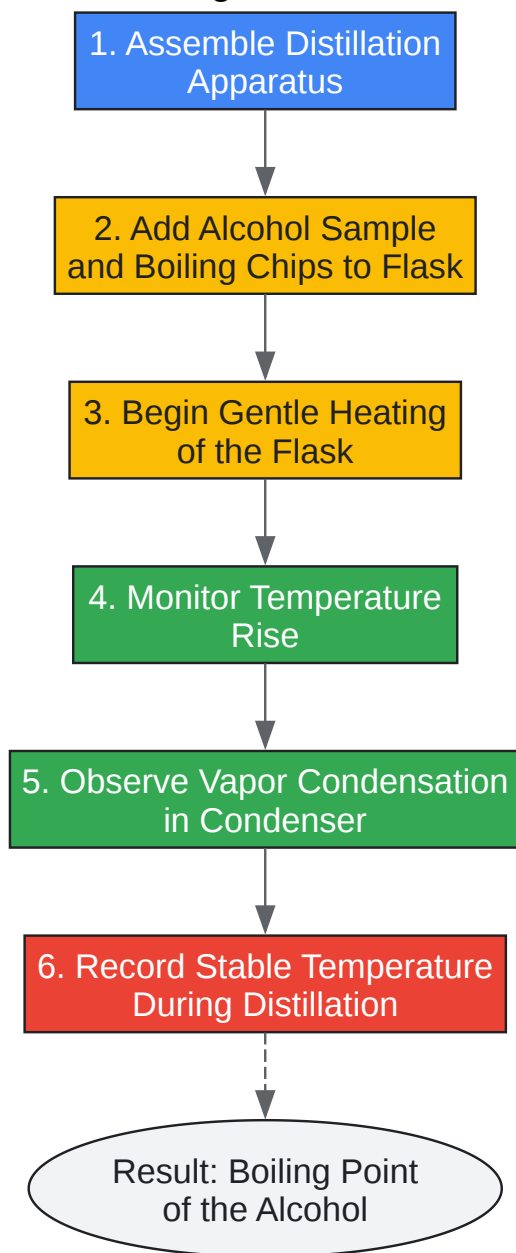 1. Assemble Distillation
Apparatus
2. Add Alcohol Sample
and Boiling Chips to Flask
3. Begin Gentle Heating
of the Flask
4. Monitor Temperature
Rise
5. Observe Vapor Condensation
in Condenser
6. Record Stable Temperature
During Distillation
Result: Boiling Point
of the Alcohol